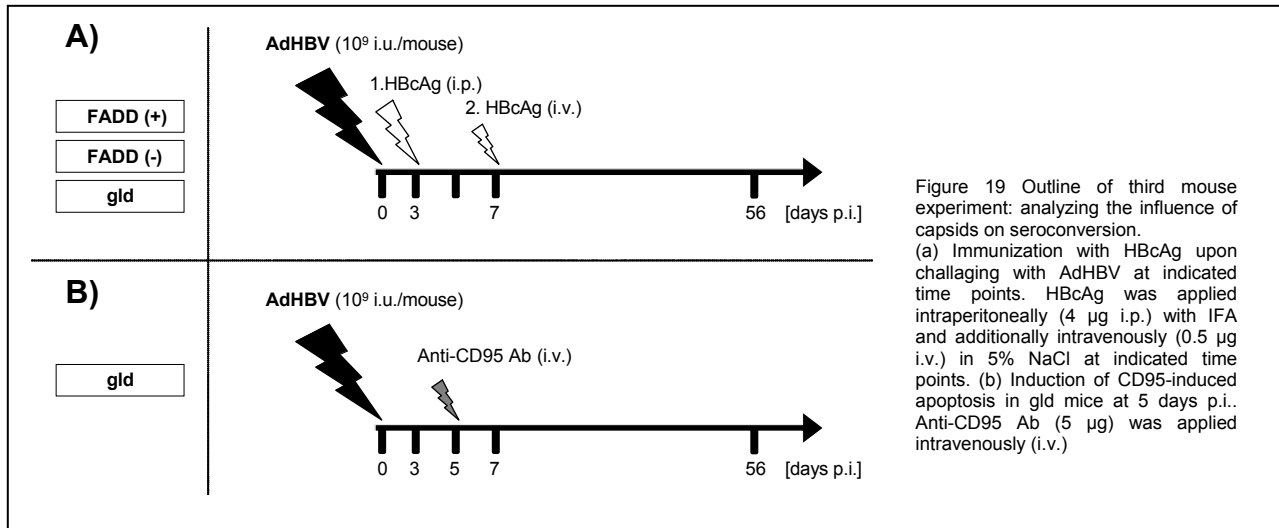 A)
AdHBV (10⁹ i.u./mouse)
1.HBcAg (i.p.)
2. HBcAg (i.v.)
FADD (+)
FADD (-)
gld
0 3 7 56 [days p.i.]
B)
AdHBV (10⁹ i.u./mouse)
Anti-CD95 Ab (i.v.)
gld
0 3 5 7 56 [days p.i.]
Figure 19 Outline of third mouse
experiment: analyzing the influence of
capsids on seroconversion.
(a) Immunization with HBcAg upon
challaging with AdHBV at indicated
time points. HBcAg was applied
intraperitoneally (4 µg i.p.) with IFA
and additionally intravenously (0.5 µg
i.v.) in 5% NaCl at indicated time
points. (b) Induction of CD95-induced
apoptosis in gld mice at 5 days p.i..
Anti-CD95 Ab (5 µg) was applied
intravenously (i.v.)